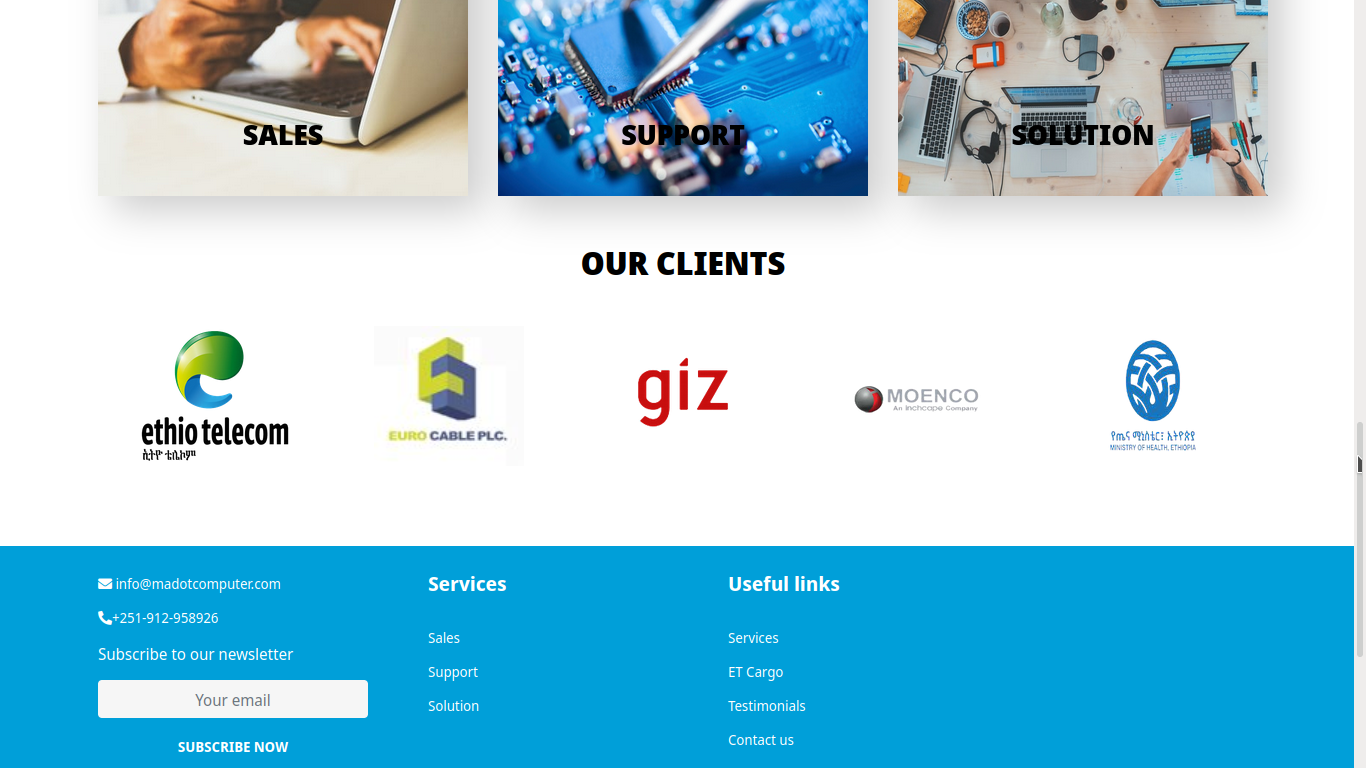 SALES
SUPPORT
SOLUTION
OUR CLIENTS
ethio telecom
ኢትዮ ቴሌኮም
EURO CABLE PLC.
giz
MOENCO
An Inchcape Company
የጤና ሚኒስቴር፣ ኢትዮጵያ
MINISTRY OF HEALTH, ETHIOPIA
info@madotcomputer.com
+251-912-958926
Subscribe to our newsletter
Your email
SUBSCRIBE NOW
Services
Sales
Support
Solution
Useful links
Services
ET Cargo
Testimonials
Contact us